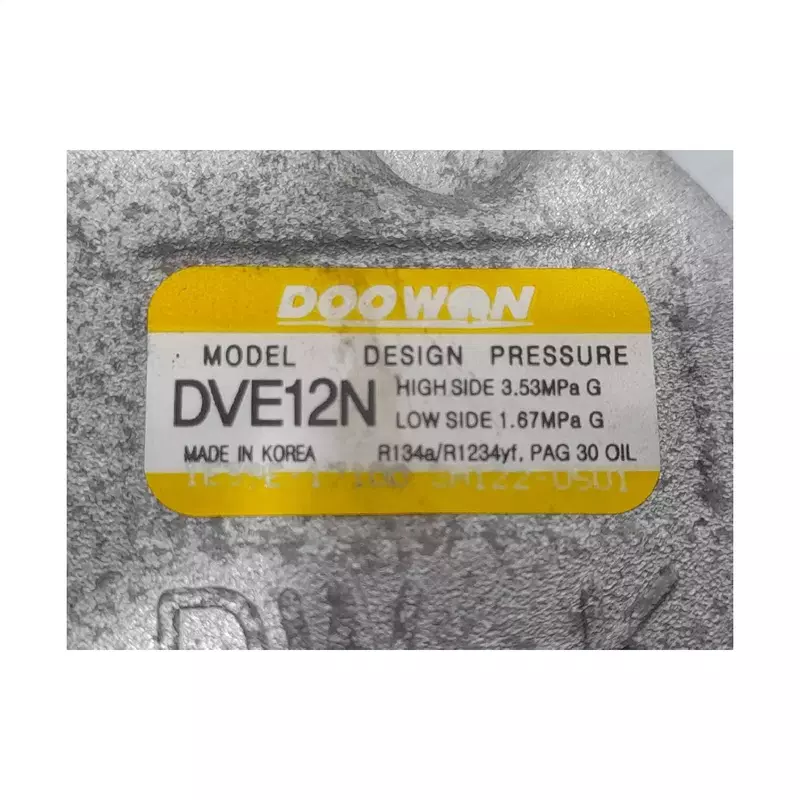 DOOWON
MODEL DESIGN PRESSURE
DVE12N HIGH SIDE 3.53MPa G
LOW SIDE 1.67MPa G
MADE IN KOREA R134a/R1234yf, PAG 30 OIL